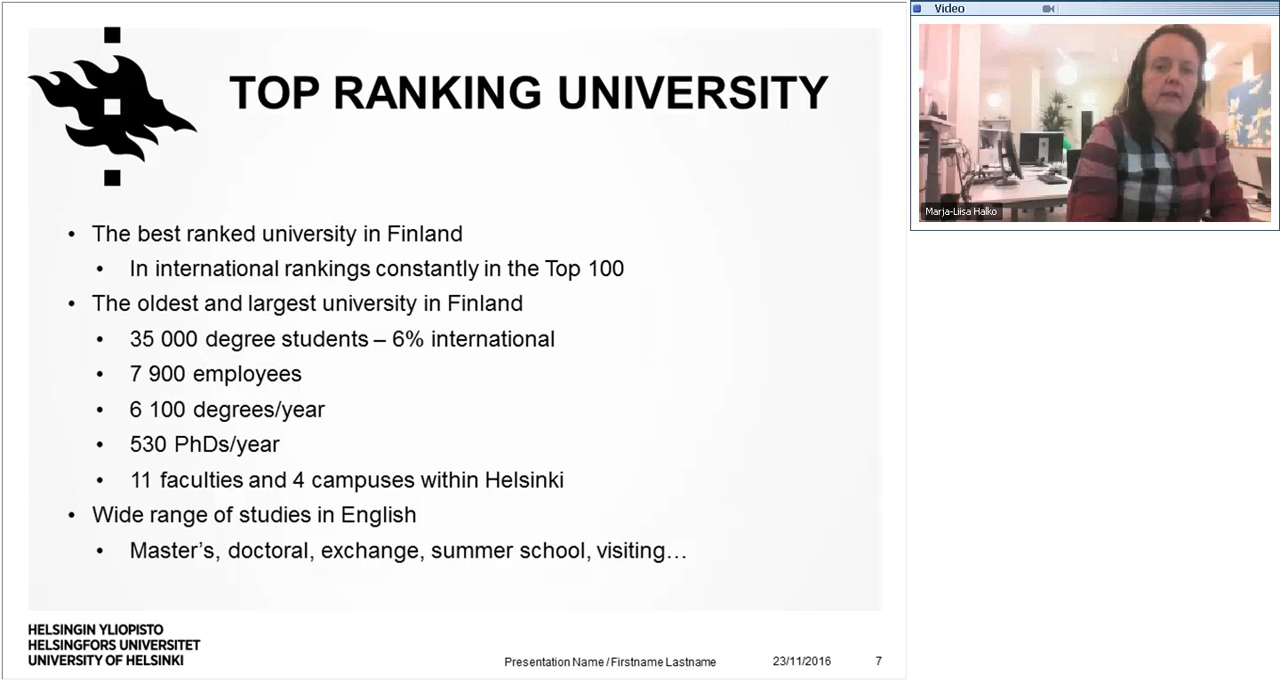 TOP RANKING UNIVERSITY
• The best ranked university in Finland
• In international rankings constantly in the Top 100
• The oldest and largest university in Finland
• 35 000 degree students – 6% international
• 7 900 employees
• 6 100 degrees/year
• 530 PhDs/year
• 11 faculties and 4 campuses within Helsinki
• Wide range of studies in English
• Master’s, doctoral, exchange, summer school, visiting…
HELSINGIN YLIOPISTO
HELSINGFORS UNIVERSITET
UNIVERSITY OF HELSINKI
Presentation Name / Firstname Lastname
23/11/2016
7
Video
Marja-Liisa Halko